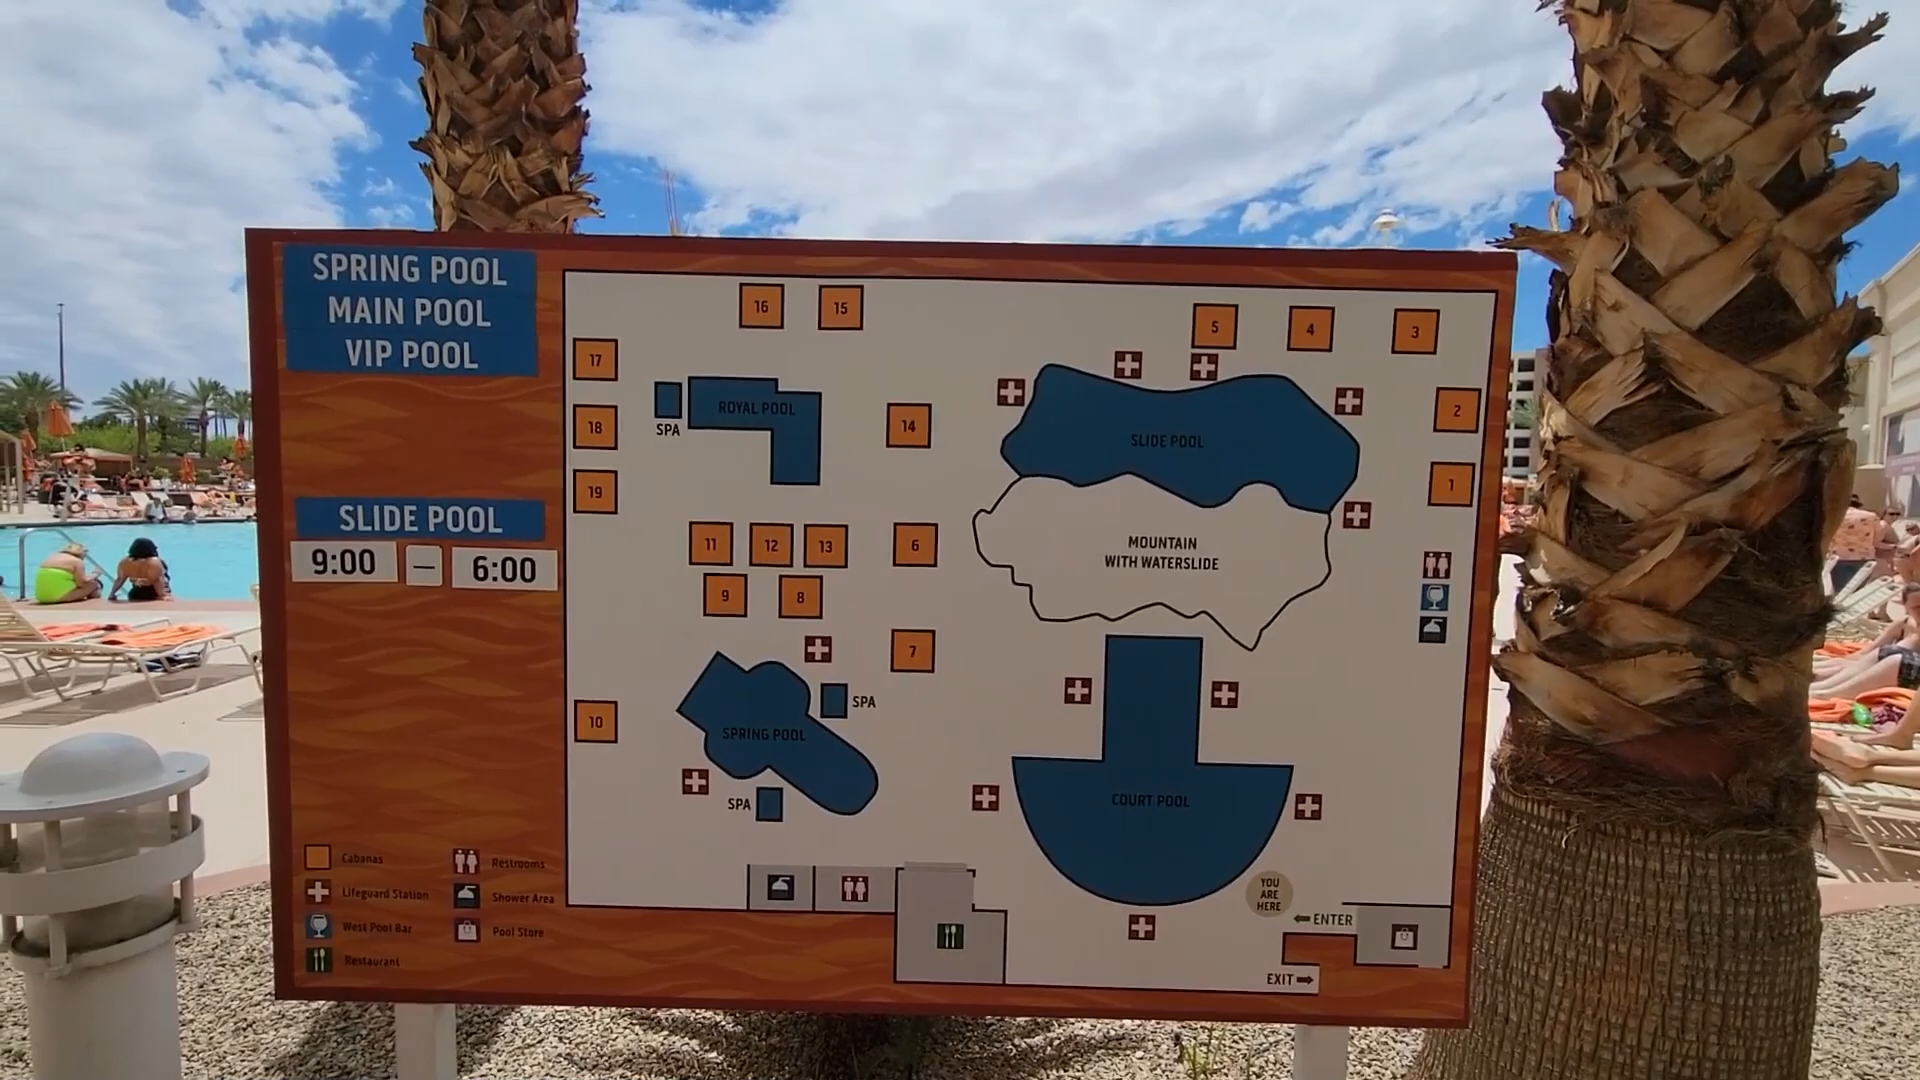 SPRING POOL
MAIN POOL
VIP POOL
SLIDE POOL
9:00 — 6:00
Cabanas
Lifeguard Station
West Pool Bar
Restaurant
Restrooms
Shower Area
Pool Store
16 15
5 4 3
17
18
19
SPA
ROYAL POOL
14
SLIDE POOL
2
1
11 12 13 6
9 8
MOUNTAIN
WITH WATERSLIDE
7
10
SPA
SPRING POOL
SPA
COURT POOL
YOU
ARE
HERE
ENTER
EXIT